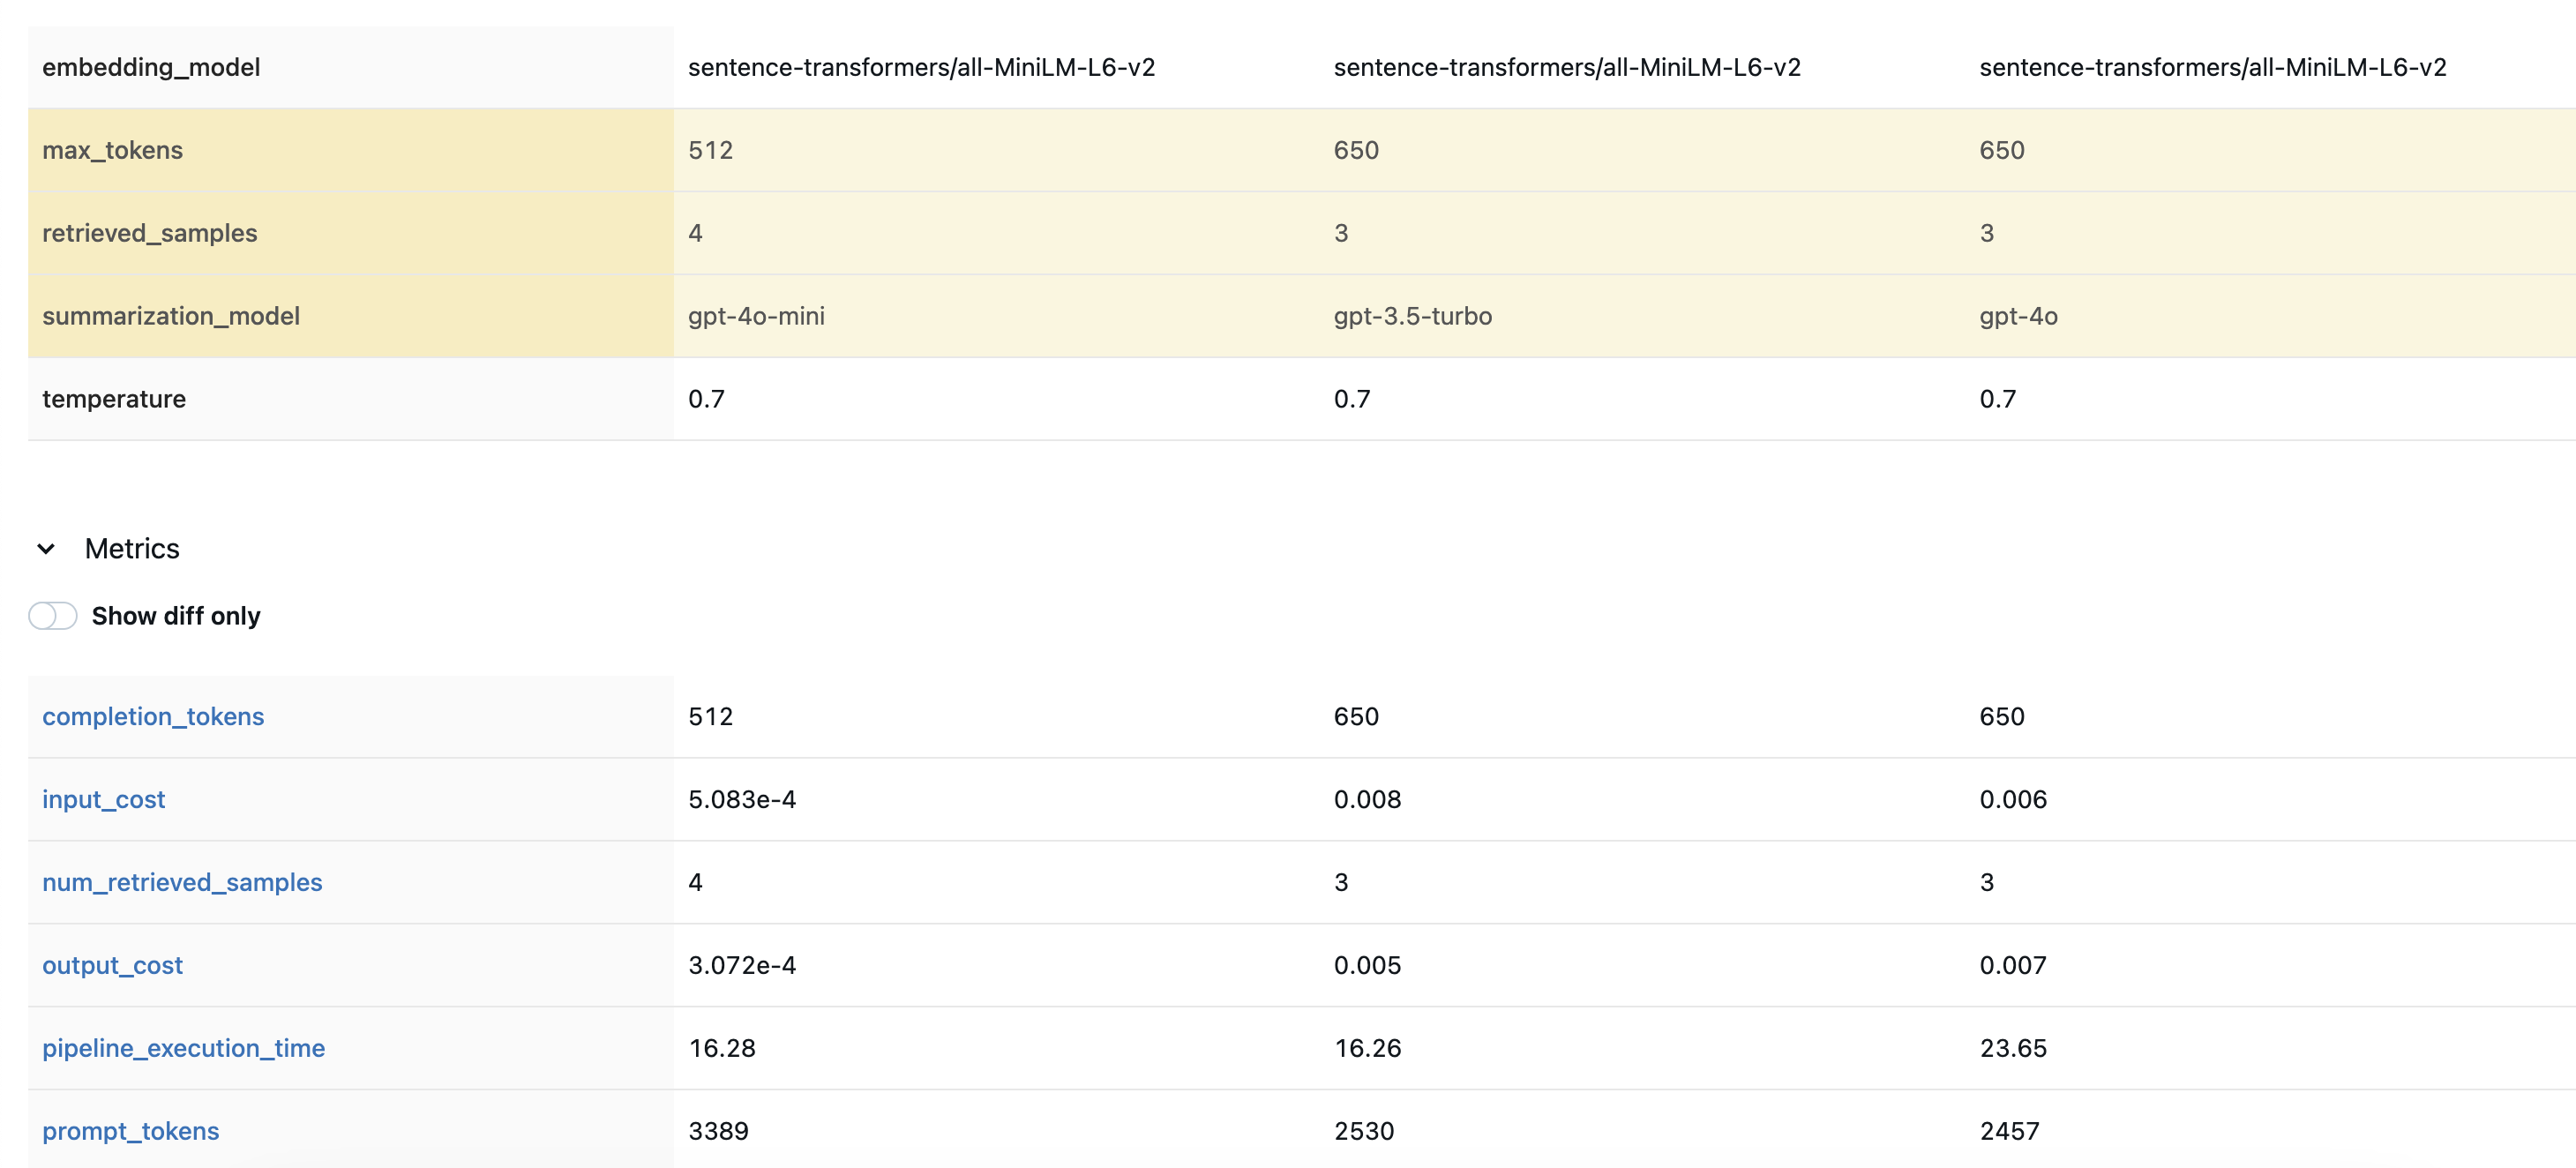 embedding_model sentence-transformers/all-MiniLM-L6-v2 sentence-transformers/all-MiniLM-L6-v2 sentence-transformers/all-MiniLM-L6-v2
max_tokens 512 650 650
retrieved_samples 4 3 3
summarization_model gpt-4o-mini gpt-3.5-turbo gpt-4o
temperature 0.7 0.7 0.7
Metrics
Show diff only
completion_tokens 512 650 650
input_cost 5.083e-4 0.008 0.006
num_retrieved_samples 4 3 3
output_cost 3.072e-4 0.005 0.007
pipeline_execution_time 16.28 16.26 23.65
prompt_tokens 3389 2530 2457